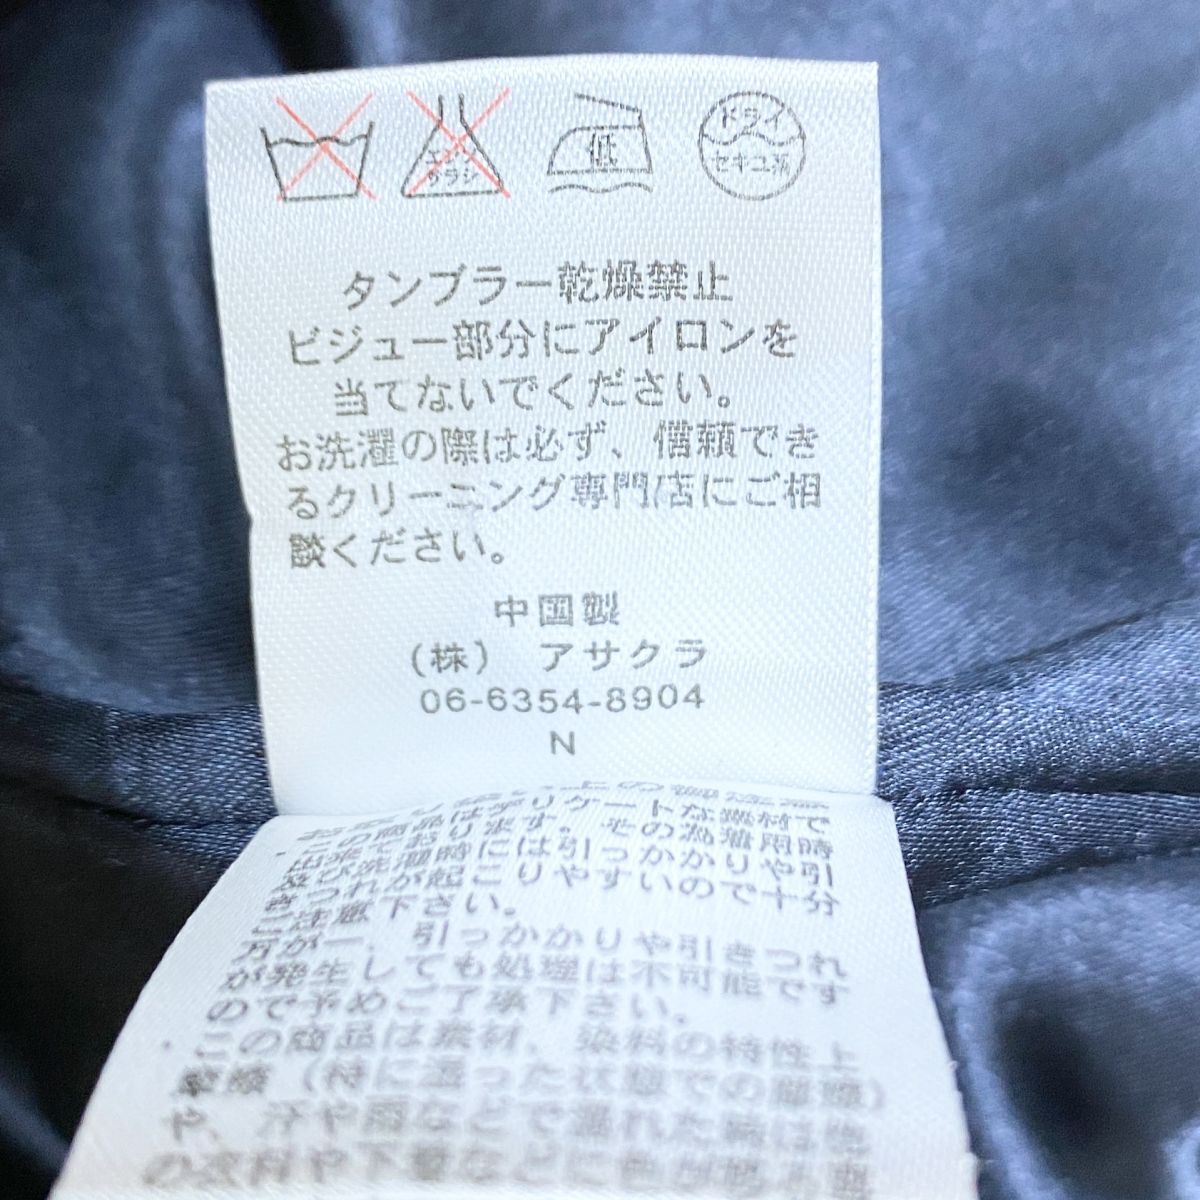 エンソ
サラシ
低
ドライ
セキユ系
タンブラー乾燥禁止
ビジュー部分にアイロンを
当てないでください。
お洗濯の際は必ず、信頼でき
るクリーニング専門店にご相
談ください。
中国製
(株) アサクラ
06-6354-8904
N
・この商品はデリケートな素材で
出来ております。その為着用時
及び洗濯時には引っかかりや引
きつれが起こりやすいので十分
ご注意下さい。
万が一、引っかかりや引きつれ
が発生しても処理は不可能です
ので予めご了承下さい。
・この商品は素材、染料の特性上
摩擦(特に湿った状態での摩擦)
や、汗や雨などで濡れた時は他
の衣料や下着などに色が移る